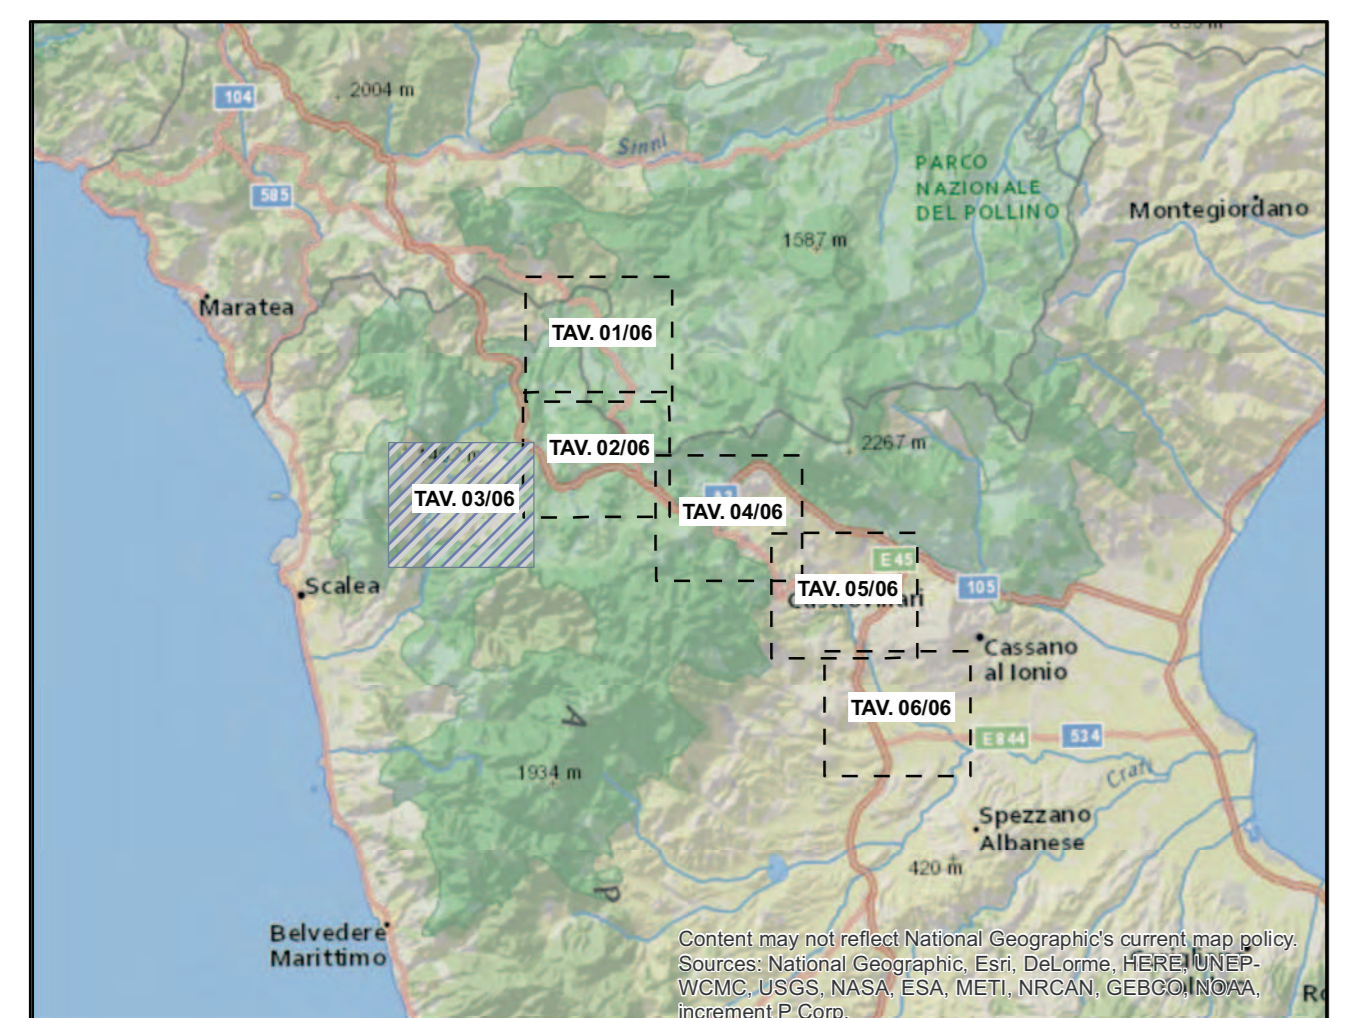 104
2004 m
Sinni
585
PARCO
NAZIONALE
DEL POLLINO
Montegiordano
1587 m
Maratea
TAV. 01/06
2267 m
TAV. 02/06
TAV. 03/06
TAV. 04/06
E45
105
Scalea
TAV. 05/06
Cassano
al Ionio
TAV. 06/06
E844
534
A
1934 m
Crati
Spezzano
Albanese
420 m
P
Belvedere
Marittimo
Content may not reflect National Geographic's current map policy.
Sources: National Geographic, Esri, DeLorme, HERE, UNEP-
WCMC, USGS, NASA, ESA, METI, NRCAN, GEBCO, NOAA,
increment P Corp.